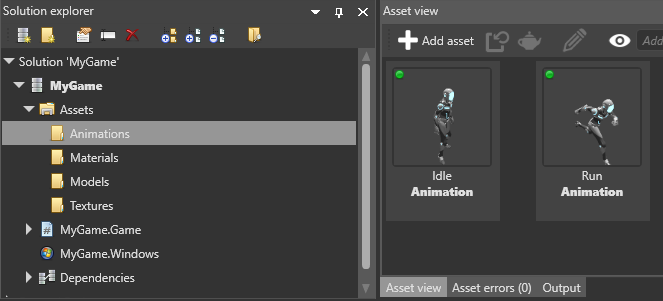 Solution explorer
Solution 'MyGame'
MyGame
Assets
Animations
Materials
Models
Textures
MyGame.Game
MyGame.Windows
Dependencies
Asset view
Add asset
Add
Idle
Animation
Run
Animation
Asset view Asset errors (0) Output